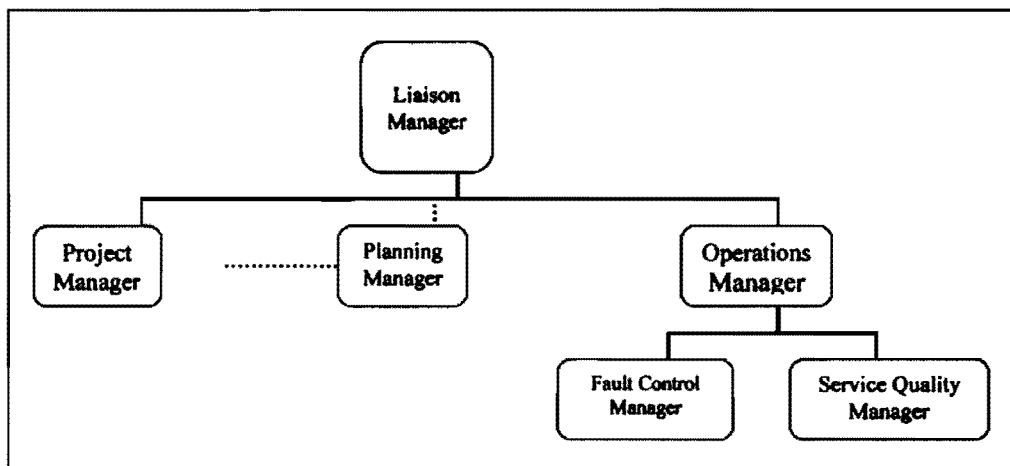 Liaison
Manager
Project
Manager
Planning
Manager
Operations
Manager
Fault Control
Manager
Service Quality
Manager